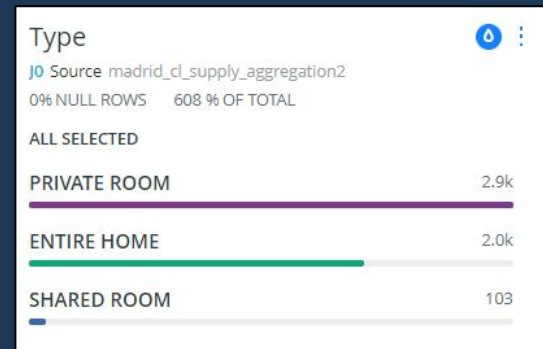 Type
J0 Source madrid_cl_supply_aggregation2
0% NULL ROWS 608 % OF TOTAL
ALL SELECTED
PRIVATE ROOM 2.9k
ENTIRE HOME 2.0k
SHARED ROOM 103